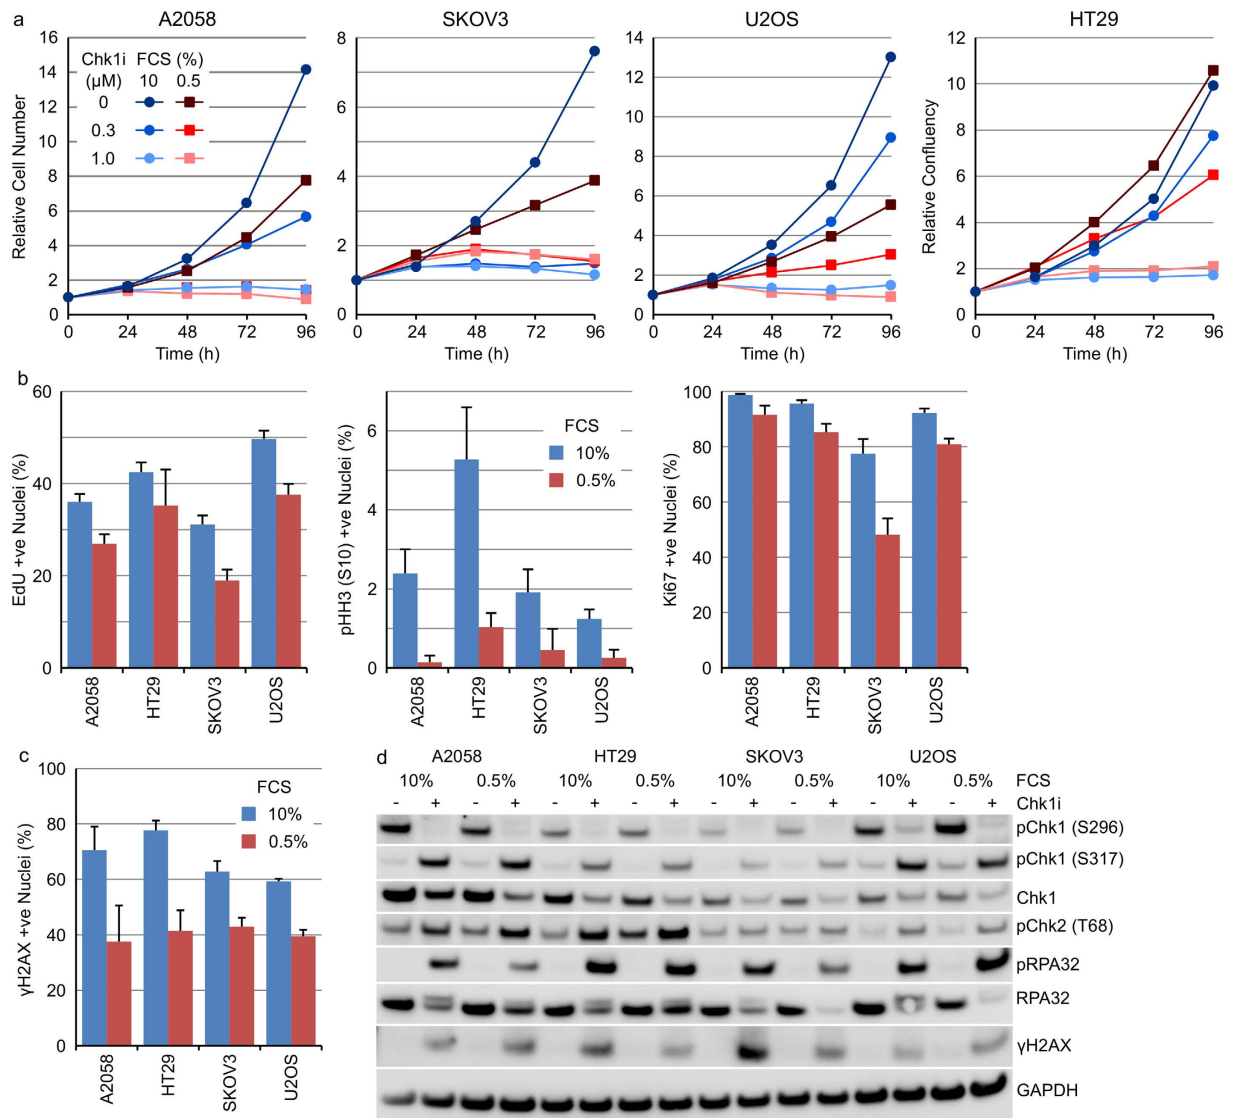 a
A2058
SKOV3
U2OS
HT29
Relative Cell Number
16
14
12
10
8
6
4
2
0
Chk1i FCS (%)
(µM) 10 0.5
0
0.3
1.0
0 24 48 72 96
Time (h)
8
6
4
2
0
0 24 48 72 96
Time (h)
14
12
10
8
6
4
2
0
0 24 48 72 96
Time (h)
Relative Confluency
12
10
8
6
4
2
0
0 24 48 72 96
Time (h)
b
EdU +ve Nuclei (%)
60
40
20
0
A2058
HT29
SKOV3
U2OS
pHH3 (S10) +ve Nuclei (%)
6
4
2
0
FCS
10%
0.5%
A2058
HT29
SKOV3
U2OS
Ki67 +ve Nuclei (%)
100
80
60
40
20
0
A2058
HT29
SKOV3
U2OS
c
γH2AX +ve Nuclei (%)
100
80
60
40
20
0
FCS
10%
0.5%
A2058
HT29
SKOV3
U2OS
d
A2058 HT29 SKOV3 U2OS
10% 0.5% 10% 0.5% 10% 0.5% 10% 0.5% FCS
- + - + - + - + - + - + - + - + Chk1i
pChk1 (S296)
pChk1 (S317)
Chk1
pChk2 (T68)
pRPA32
RPA32
γH2AX
GAPDH